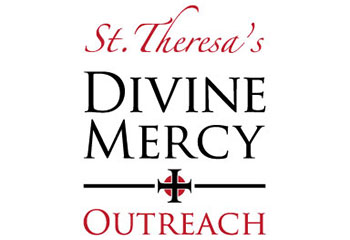 St. Theresa's
DIVINE
MERCY
OUTREACH